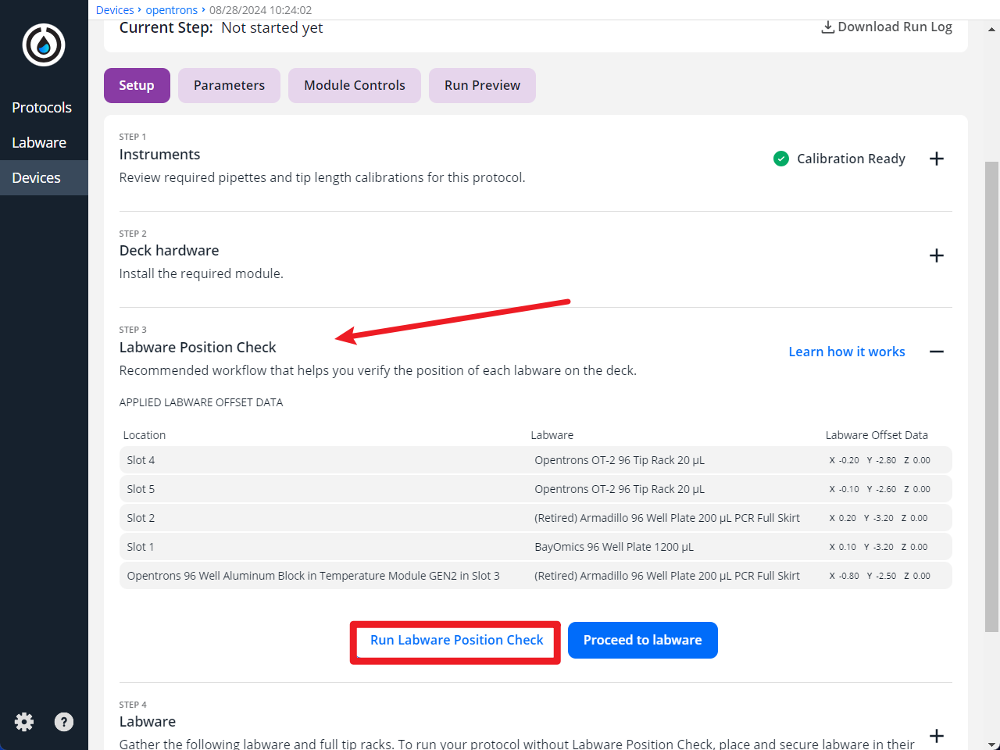 Devices › opentrons › 08/28/2024 10:24:02
Current Step: Not started yet
Download Run Log
Protocols
Labware
Devices
Setup
Parameters
Module Controls
Run Preview
STEP 1
Instruments
Review required pipettes and tip length calibrations for this protocol.
Calibration Ready
STEP 2
Deck hardware
Install the required module.
STEP 3
Labware Position Check
Recommended workflow that helps you verify the position of each labware on the deck.
Learn how it works
APPLIED LABWARE OFFSET DATA
Location Labware Labware Offset Data
Slot 4 Opentrons OT-2 96 Tip Rack 20 µL X -0.20 Y -2.80 Z 0.00
Slot 5 Opentrons OT-2 96 Tip Rack 20 µL X -0.10 Y -2.60 Z 0.00
Slot 2 (Retired) Armadillo 96 Well Plate 200 µL PCR Full Skirt X 0.20 Y -3.20 Z 0.00
Slot 1 BayOmics 96 Well Plate 1200 µL X 0.10 Y -3.20 Z 0.00
Opentrons 96 Well Aluminum Block in Temperature Module GEN2 in Slot 3 (Retired) Armadillo 96 Well Plate 200 µL PCR Full Skirt X -0.80 Y -2.50 Z 0.00
Run Labware Position Check
Proceed to labware
STEP 4
Labware
Gather the following labware and full tip racks. To run your protocol without Labware Position Check, place and secure labware in their